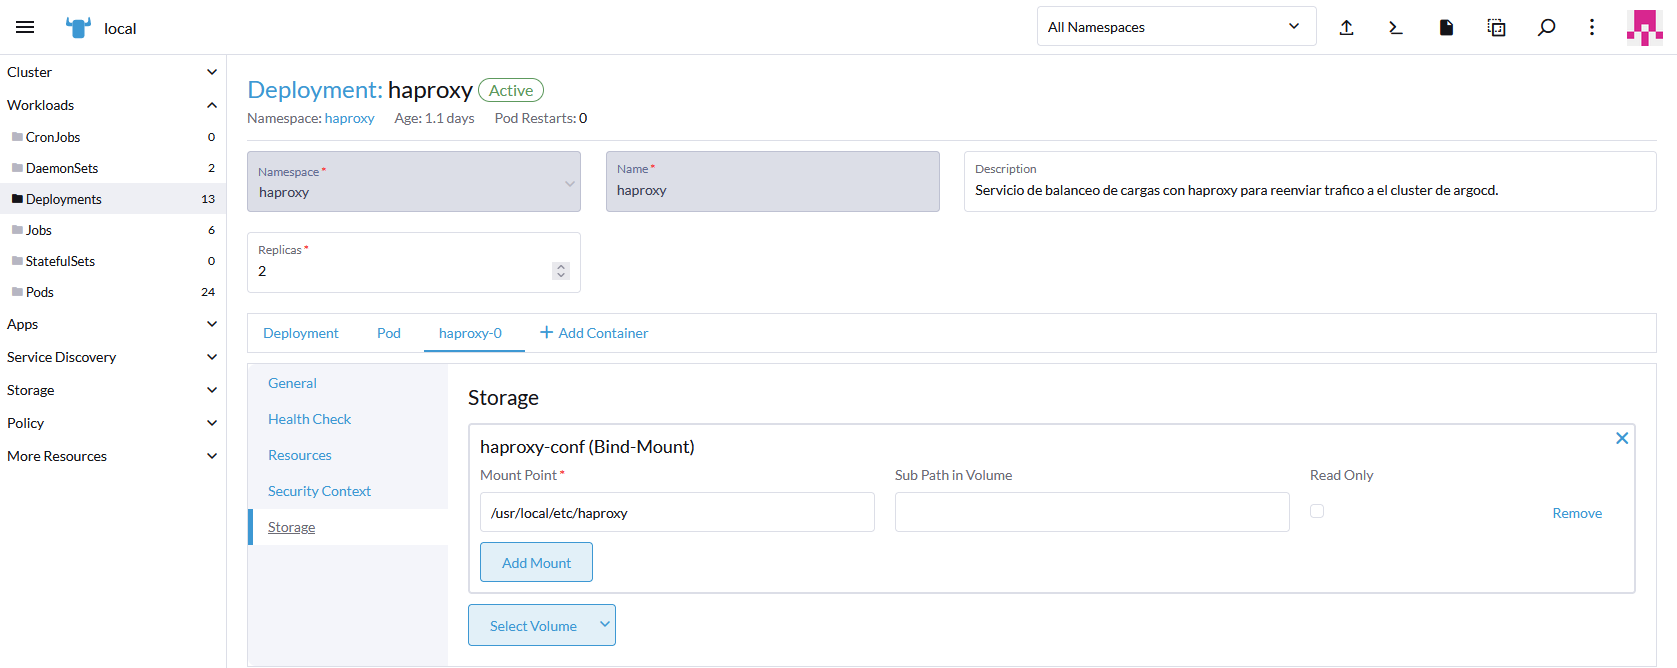 local
All Namespaces
Cluster
Workloads
CronJobs 0
DaemonSets 2
Deployments 13
Jobs 6
StatefulSets 0
Pods 24
Apps
Service Discovery
Storage
Policy
More Resources
Deployment: haproxy Active
Namespace: haproxy Age: 1.1 days Pod Restarts: 0
Namespace *
haproxy
Name *
haproxy
Description
Servicio de balanceo de cargas con haproxy para reenviar trafico a el cluster de argocd.
Replicas *
2
Deployment Pod haproxy-0 + Add Container
General
Health Check
Resources
Security Context
Storage
Storage
haproxy-conf (Bind-Mount)
Mount Point * Sub Path in Volume Read Only
/usr/local/etc/haproxy
Remove
Add Mount
Select Volume